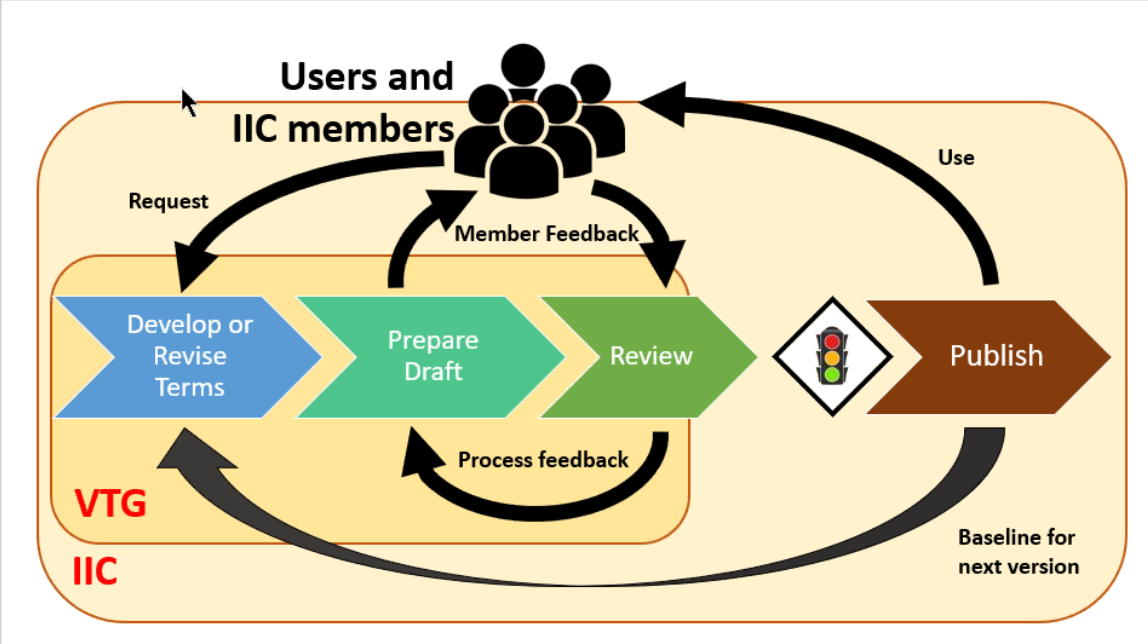 Users and
IIC members
Use
Request
Member Feedback
Develop or
Revise
Terms
Prepare
Draft
Review
Publish
Process feedback
VTG
IIC
Baseline for
next version